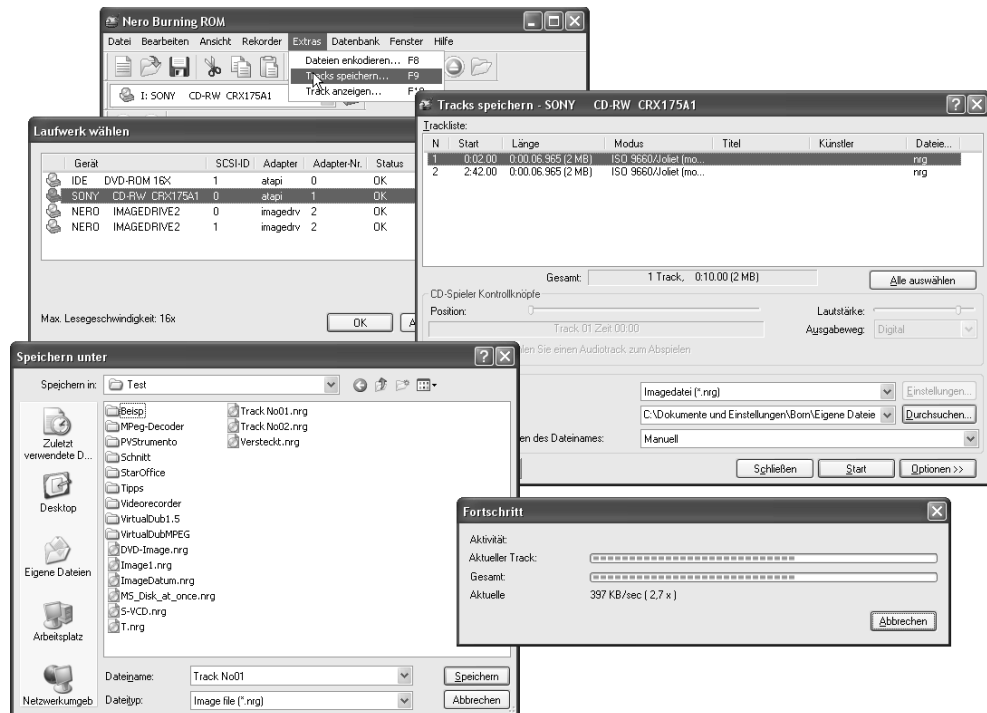 Nero Burning ROM
Datei Bearbeiten Ansicht Rekorder Extras Datenbank Fenster Hilfe
Dateien enkodieren... F8
Tracks speichern... F9
Track anzeigen...
I: SONY CD-RW CRX175A1
Laufwerk wählen
Gerät SCSI-ID Adapter Adapter-Nr. Status
IDE DVD-ROM 16X 1 atapi 0 OK
SONY CD-RW CRX175A1 0 atapi 1 OK
NERO IMAGEDRIVE2 0 imagedrv 2 OK
NERO IMAGEDRIVE2 1 imagedrv 2 OK
Max. Lesegeschwindigkeit: 16x
OK
Tracks speichern - SONY CD-RW CRX175A1
Trackliste:
N Start Länge Modus Titel Künstler Dateie...
1 0:02.00 0:00.06.965 (2 MB) ISO 9660/Joliet (mo... nrg
2 2:42.00 0:00.06.965 (2 MB) ISO 9660/Joliet (mo... nrg
Gesamt: 1 Track, 0:10.00 (2 MB)
Alle auswählen
CD-Spieler Kontrollknöpfe
Position: Lautstärke:
Track 01 Zeit 00:00 Ausgabeweg: Digital
len Sie einen Audiotrack zum Abspielen
Imagedatei (*.nrg) Einstellungen...
C:\Dokumente und Einstellungen\Born\Eigene Dateie Durchsuchen...
en des Dateinames: Manuell
Schließen Start Optionen >>
Speichern unter
Speichern in: Test
Zuletzt verwendete D...
Desktop
Eigene Dateien
Arbeitsplatz
Netzwerkumgeb
Beisp
MPeg-Decoder
PVStrumento
Schnitt
StarOffice
Tipps
Videorecorder
VirtualDub1.5
VirtualDubMPEG
DVD-Image.nrg
Image1.nrg
ImageDatum.nrg
MS_Disk_at_once.nrg
S-VCD.nrg
T.nrg
Track No01.nrg
Track No02.nrg
Versteckt.nrg
Dateiname: Track No01 Speichern
Dateityp: Image file (*.nrg) Abbrechen
Fortschritt
Aktivität:
Aktueller Track:
Gesamt:
Aktuelle 397 KB/sec ( 2,7 x )
Abbrechen